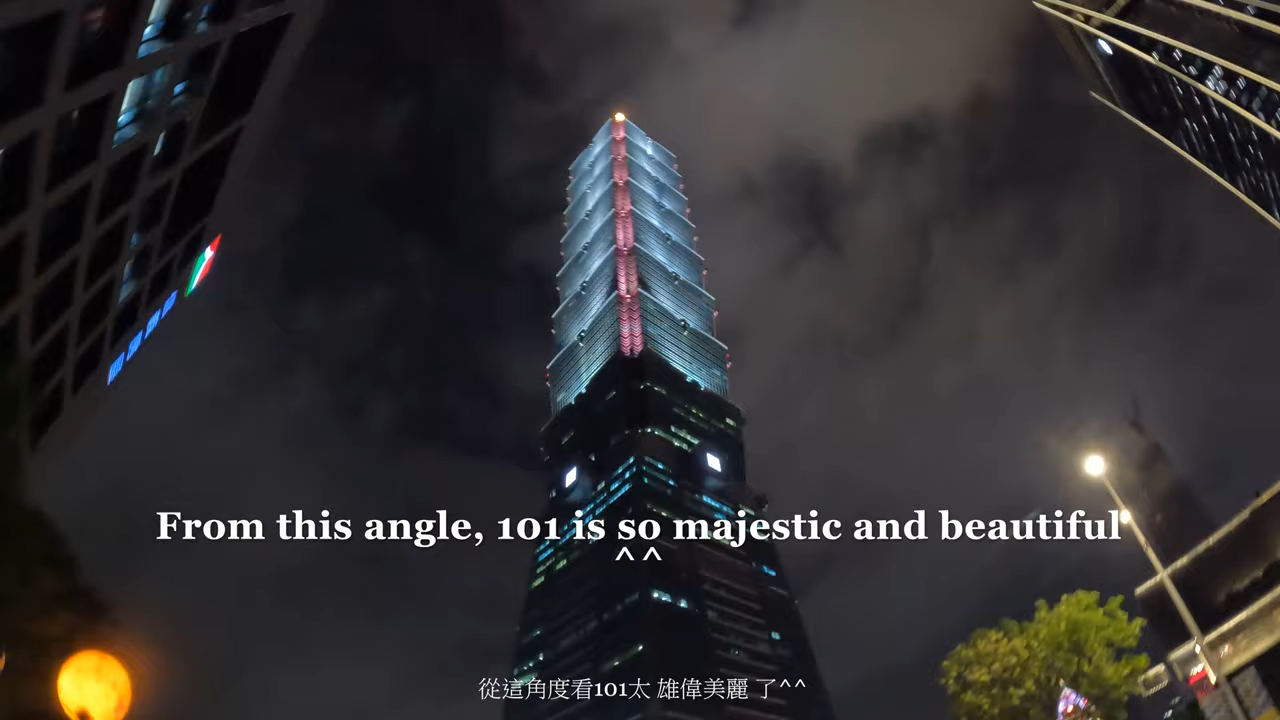 From this angle, 101 is so majestic and beautiful
^^
從這角度看101太 雄偉美麗 了^^